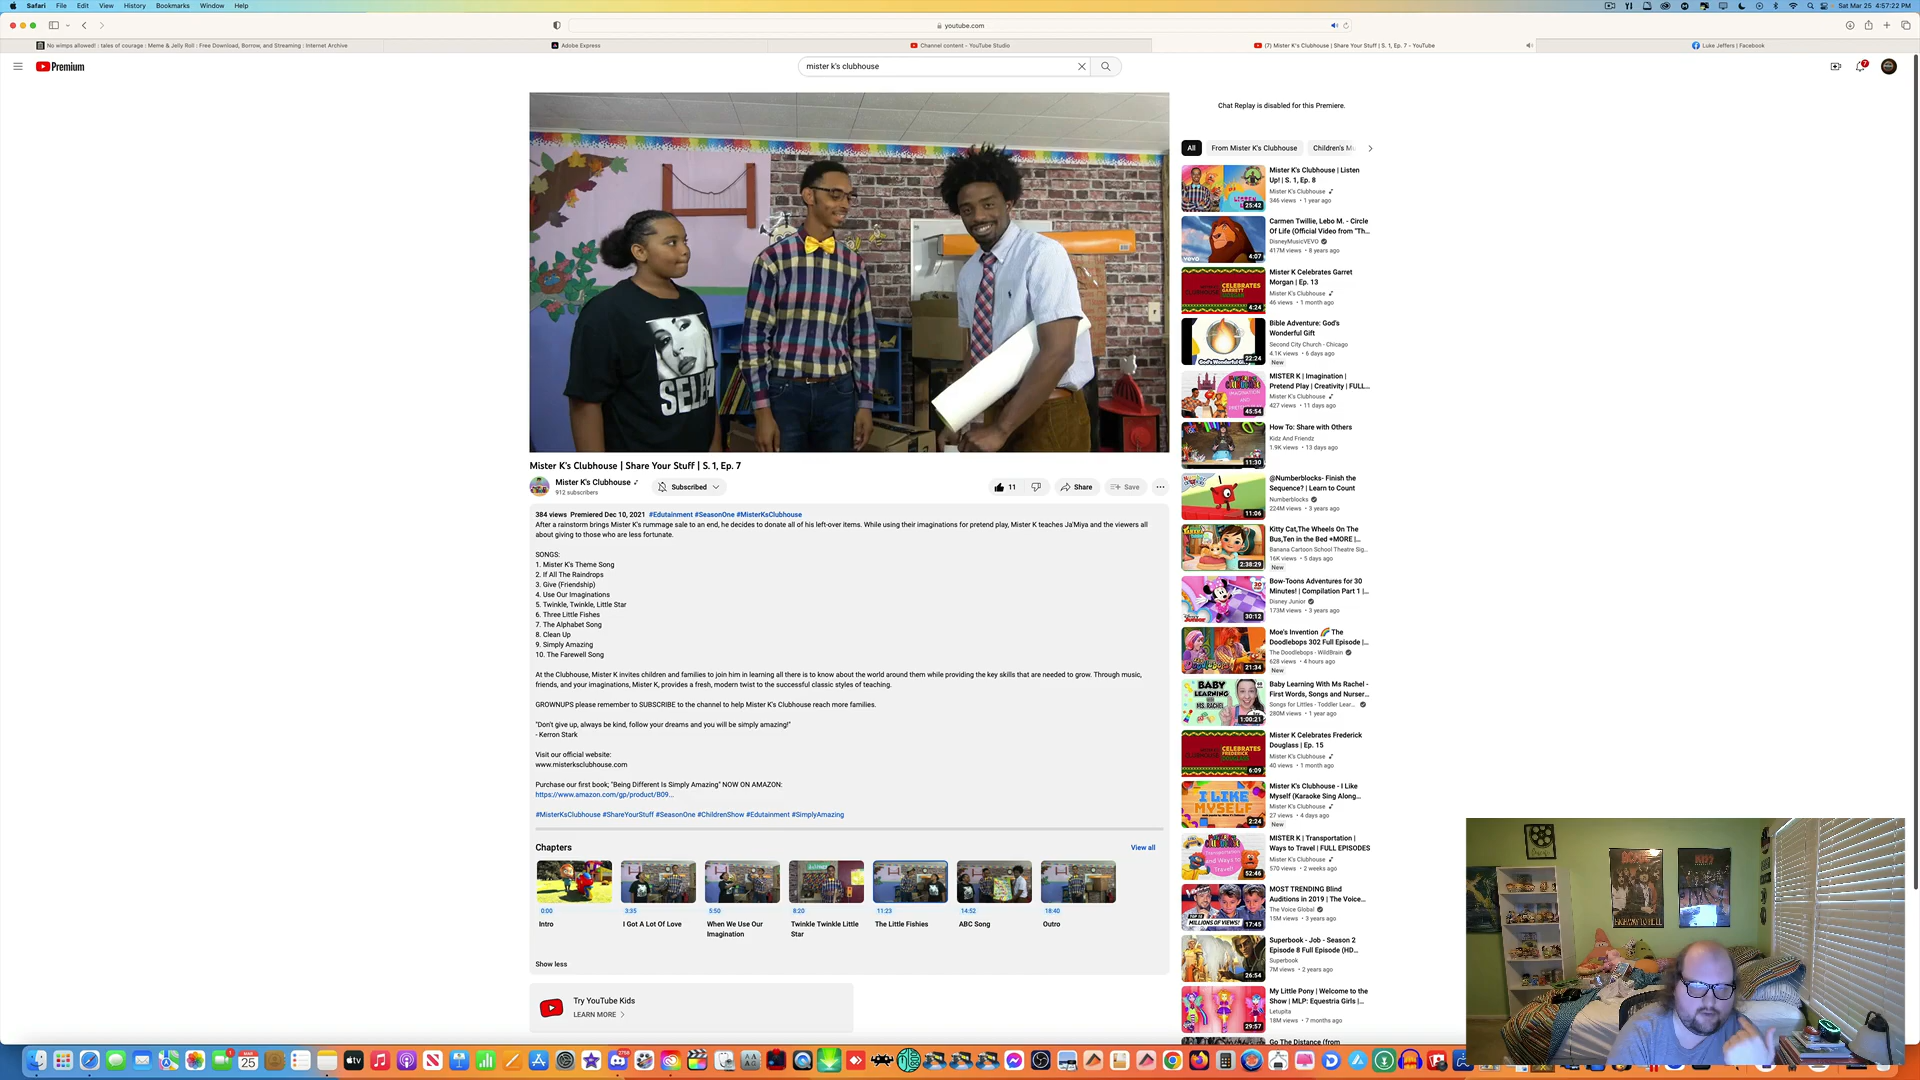 Safari File Edit View History Bookmarks Window Help
Sat Mar 25 4:57:22 PM
youtube.com
No wimps allowed! : tales of courage : Meme & Jelly Roll : Free Download, Borrow, and Streaming : Internet Archive
Adobe Express
Channel content - YouTube Studio
(7) Mister K's Clubhouse | Share Your Stuff | S. 1, Ep. 7 - YouTube
Luke Jeffers | Facebook
Premium
mister k's clubhouse
7
SELE
Mister K's Clubhouse | Share Your Stuff | S. 1, Ep. 7
Mister K's Clubhouse
912 subscribers
Subscribed
11
Share
Save
384 views Premiered Dec 10, 2021 #Edutainment #SeasonOne #MisterKsClubhouse
After a rainstorm brings Mister K's rummage sale to an end, he decides to donate all of his left-over items. While using their imaginations for pretend play, Mister K teaches Ja'Miya and the viewers all
about giving to those who are less fortunate.
SONGS:
1. Mister K's Theme Song
2. If All The Raindrops
3. Give (Friendship)
4. Use Our Imaginations
5. Twinkle, Twinkle, Little Star
6. Three Little Fishes
7. The Alphabet Song
8. Clean Up
9. Simply Amazing
10. The Farewell Song
At the Clubhouse, Mister K invites children and families to join him in learning all there is to know about the world around them while providing the key skills that are needed to grow. Through music,
friends, and your imaginations, Mister K, provides a fresh, modern twist to the successful classic styles of teaching.
GROWNUPS please remember to SUBSCRIBE to the channel to help Mister K's Clubhouse reach more families.
"Don't give up, always be kind, follow your dreams and you will be simply amazing!"
- Kerron Stark
Visit our official website:
www.misterksclubhouse.com
Purchase our first book; "Being Different Is Simply Amazing" NOW ON AMAZON:
https://www.amazon.com/gp/product/B09...
#MisterKsClubhouse #ShareYourStuff #SeasonOne #ChildrenShow #Edutainment #SimplyAmazing
Chapters
View all
0:00
Intro
3:35
I Got A Lot Of Love
5:50
When We Use Our
Imagination
8:20
Twinkle Twinkle Little
Star
11:23
The Little Fishies
14:52
ABC Song
18:40
Outro
Show less
Try YouTube Kids
LEARN MORE
Chat Replay is disabled for this Premiere.
All
From Mister K's Clubhouse
Children's Mu
LISTEN
25:42
Mister K's Clubhouse | Listen
Up! | S. 1, Ep. 8
Mister K's Clubhouse
346 views • 1 year ago
vevo
4:07
Carmen Twillie, Lebo M. - Circle
Of Life (Official Video from "Th...
DisneyMusicVEVO
417M views • 8 years ago
CELEBRATES
GARRETT
4:24
Mister K Celebrates Garret
Morgan | Ep. 13
Mister K's Clubhouse
46 views • 1 month ago
22:24
Bible Adventure: God's
Wonderful Gift
Second City Church - Chicago
4.1K views • 6 days ago
New
45:54
MISTER K | Imagination |
Pretend Play | Creativity | FULL...
Mister K's Clubhouse
427 views • 11 days ago
11:30
How To: Share with Others
Kidz And Friendz
1.9K views • 13 days ago
11:06
@Numberblocks- Finish the
Sequence? | Learn to Count
Numberblocks
224M views • 3 years ago
2:38:29
Kitty Cat,The Wheels On The
Bus,Ten in the Bed +MORE |...
Banana Cartoon School Theatre Sig...
16K views • 5 days ago
New
30:12
Bow-Toons Adventures for 30
Minutes! | Compilation Part 1 |...
Disney Junior
173M views • 3 years ago
Doodlebops
21:34
Moe's Invention 🌈 The
Doodlebops 302 Full Episode |...
The Doodlebops - WildBrain
628 views • 4 hours ago
New
BABY
LEARNING
MS. RACHEL
1:00:21
Baby Learning With Ms Rachel -
First Words, Songs and Nurser...
Songs for Littles - Toddler Lear...
280M views • 1 year ago
CELEBRATES
FREDERICK
DOUGLASS
6:09
Mister K Celebrates Frederick
Douglass | Ep. 15
Mister K's Clubhouse
40 views • 1 month ago
I LIKE
MYSELF
2:24
Mister K's Clubhouse - I Like
Myself (Karaoke Sing Along...
Mister K's Clubhouse
27 views • 4 days ago
New
52:46
MISTER K | Transportation |
Ways to Travel | FULL EPISODES
Mister K's Clubhouse
570 views • 2 weeks ago
MILLIONS OF VIEWS!
17:45
MOST TRENDING Blind
Auditions in 2019 | The Voice...
The Voice Global
15M views • 3 years ago
26:54
Superbook - Job - Season 2
Episode 8 Full Episode (HD...
Superbook
7M views • 2 years ago
29:57
My Little Pony | Welcome to the
Show | MLP: Equestria Girls |...
Letupita
18M views • 7 months ago
Go The Distance (from
HIGHWAY TO HELL
KISS